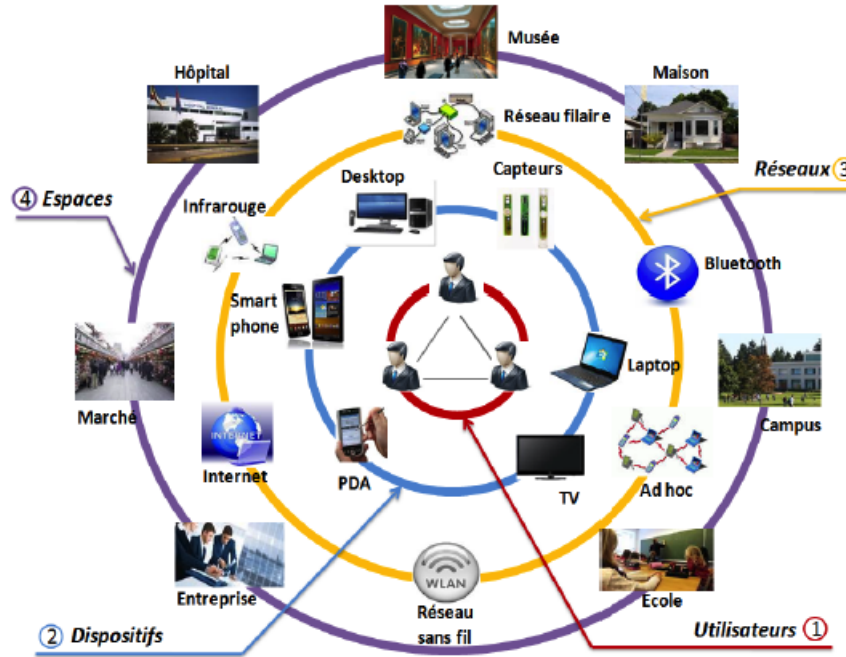 Musée
Hôpital
Maison
Réseau filaire
Desktop
Capteurs
Réseaux ③
④ Espaces
Infrarouge
Bluetooth
Smart
phone
Laptop
Marché
Campus
INTERNET
Internet
PDA
TV
Ad hoc
WLAN
Entreprise
Réseau
sans fil
Ecole
② Dispositifs
Utilisateurs ①